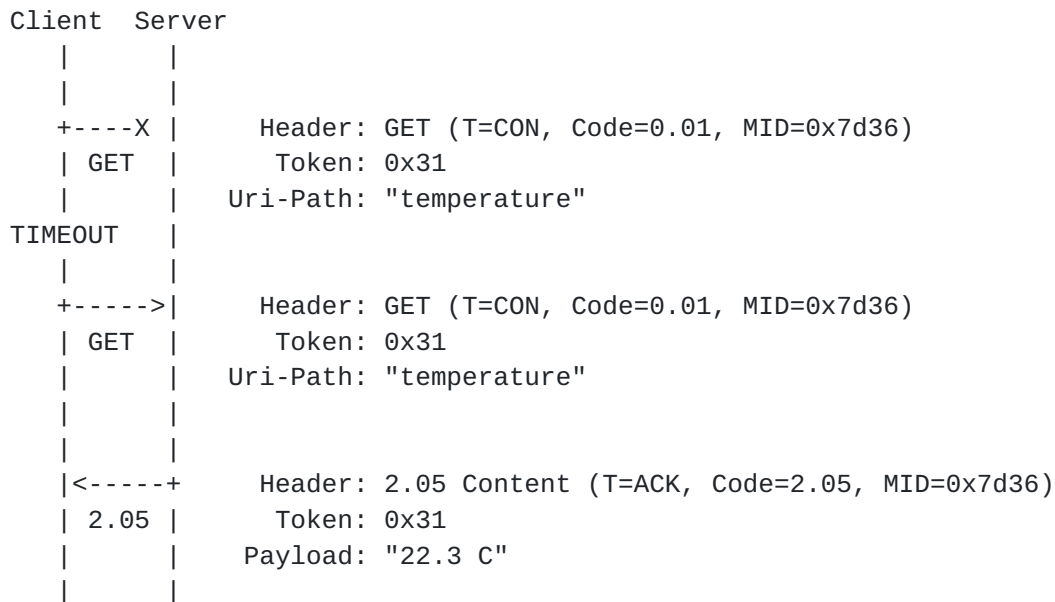 Client  Server
   |      |
   |      |
   +----X |     Header: GET (T=CON, Code=0.01, MID=0x7d36)
   | GET  |      Token: 0x31
   |      |   Uri-Path: "temperature"
TIMEOUT   |
   |      |
   +----->|     Header: GET (T=CON, Code=0.01, MID=0x7d36)
   | GET  |      Token: 0x31
   |      |   Uri-Path: "temperature"
   |      |
   |      |
   |<-----+     Header: 2.05 Content (T=ACK, Code=2.05, MID=0x7d36)
   | 2.05 |      Token: 0x31
   |      |    Payload: "22.3 C"
   |      |